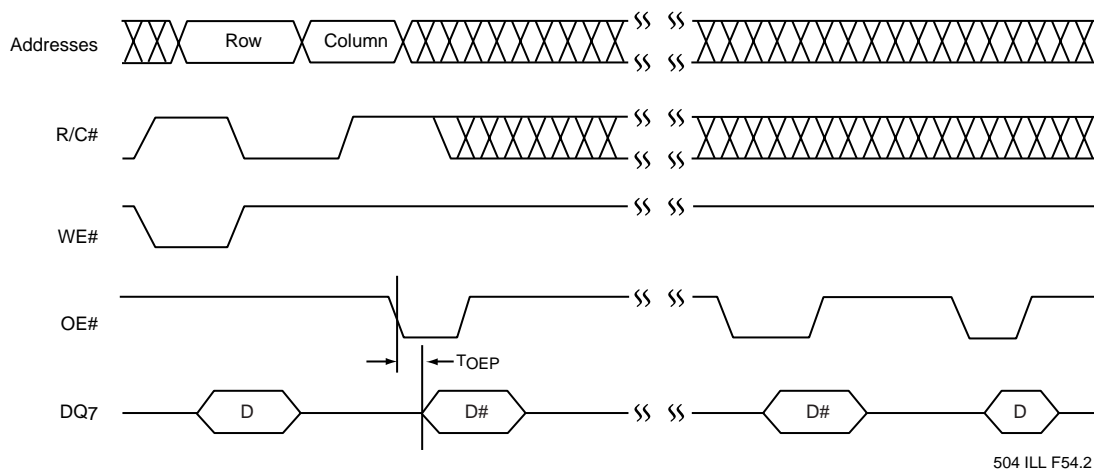 Addresses
Row
Column
R/C#
WE#
OE#
TOEP
DQ7
D
D#
D#
D
504 ILL F54.2